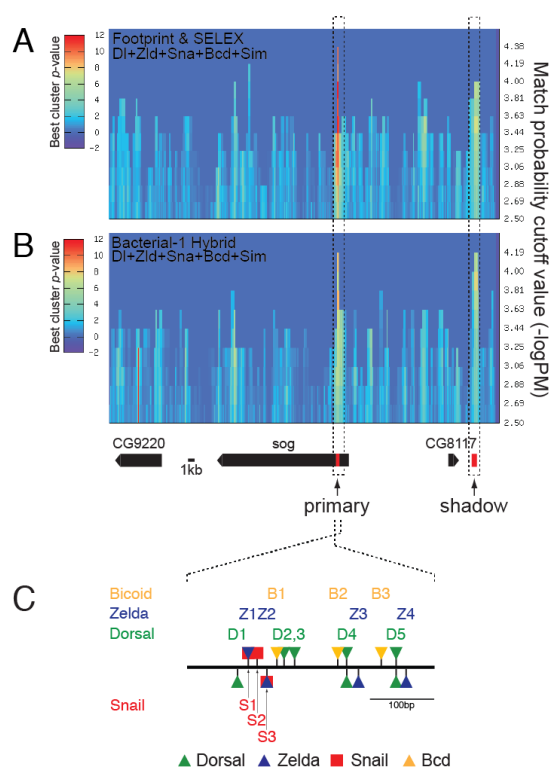 A
Footprint & SELEX
Dl+Zld+Sna+Bcd+Sim
Best cluster p-value
12
10
8
6
4
2
0
−2
4.38
4.19
4.00
3.81
3.63
3.44
3.25
3.06
2.88
2.69
2.50
Match probability cutoff value (-logPM)
B
Bacterial-1 Hybrid
Dl+Zld+Sna+Bcd+Sim
Best cluster p-value
12
10
8
6
4
2
0
−2
4.19
4.00
3.81
3.63
3.44
3.25
3.06
2.88
2.69
2.50
CG9220 sog CG8117
1kb
primary shadow
C
Bicoid B1 B2 B3
Zelda Z1 Z2 Z3 Z4
Dorsal D1 D2,3 D4 D5
100bp
Snail S1
S2
S3
Dorsal Zelda Snail Bcd